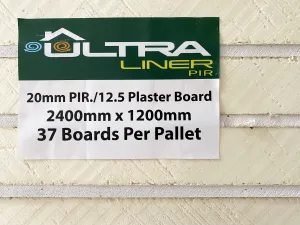 ULTRA
LINER
PIR
20mm PIR./12.5 Plaster Board
2400mm x 1200mm
37 Boards Per Pallet